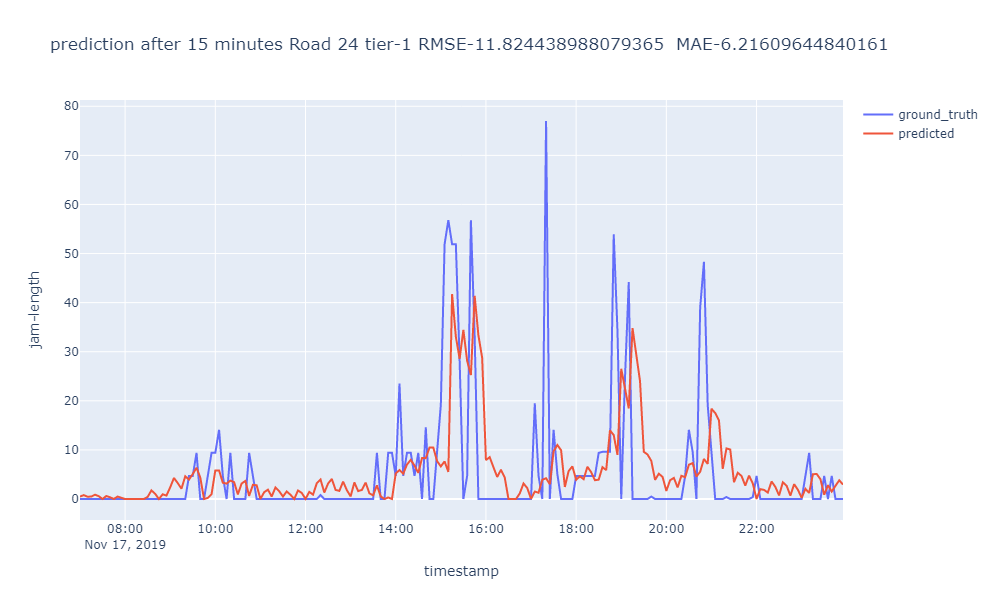 prediction after 15 minutes Road 24 tier-1 RMSE-11.824438988079365  MAE-6.21609644840161
ground_truth
predicted
jam-length
80
70
60
50
40
30
20
10
0
08:00
Nov 17, 2019
10:00
12:00
14:00
16:00
18:00
20:00
22:00
timestamp